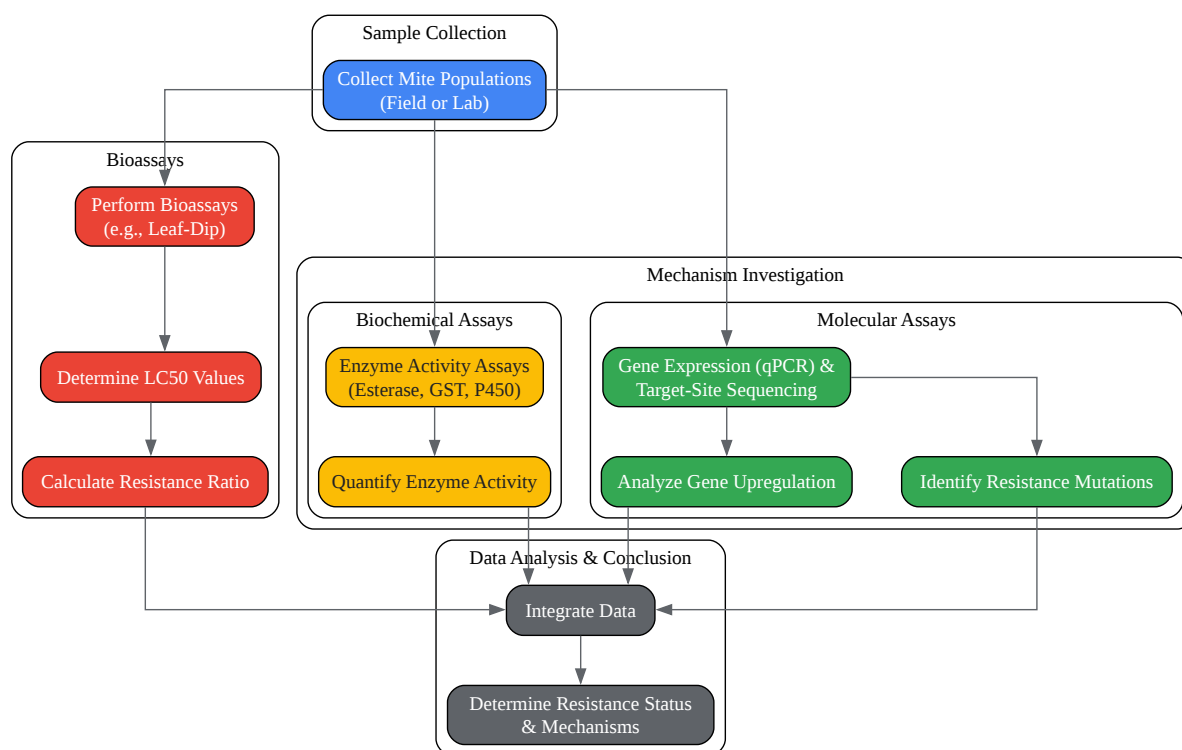 Sample Collection
Collect Mite Populations
(Field or Lab)
Bioassays
Perform Bioassays
(e.g., Leaf-Dip)
Determine LC50 Values
Calculate Resistance Ratio
Mechanism Investigation
Biochemical Assays
Enzyme Activity Assays
(Esterase, GST, P450)
Quantify Enzyme Activity
Molecular Assays
Gene Expression (qPCR) &
Target-Site Sequencing
Analyze Gene Upregulation
Identify Resistance Mutations
Data Analysis & Conclusion
Integrate Data
Determine Resistance Status
& Mechanisms